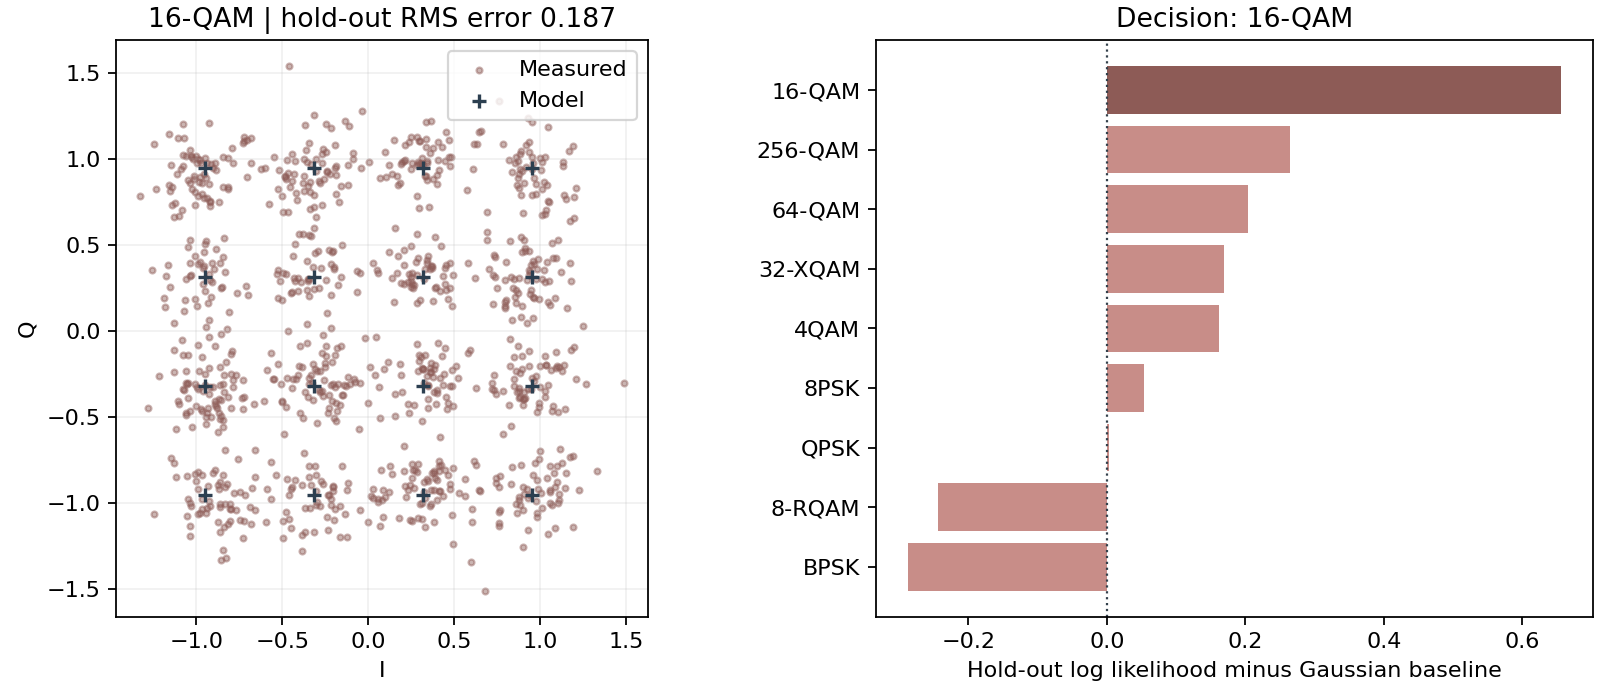 16-QAM | hold-out RMS error 0.187
Measured
Model
1.5
1.0
0.5
0.0
−0.5
−1.0
−1.5
Q
−1.0
−0.5
0.0
0.5
1.0
1.5
I
Decision: 16-QAM
16-QAM
256-QAM
64-QAM
32-XQAM
4QAM
8PSK
QPSK
8-RQAM
BPSK
−0.2
0.0
0.2
0.4
0.6
Hold-out log likelihood minus Gaussian baseline